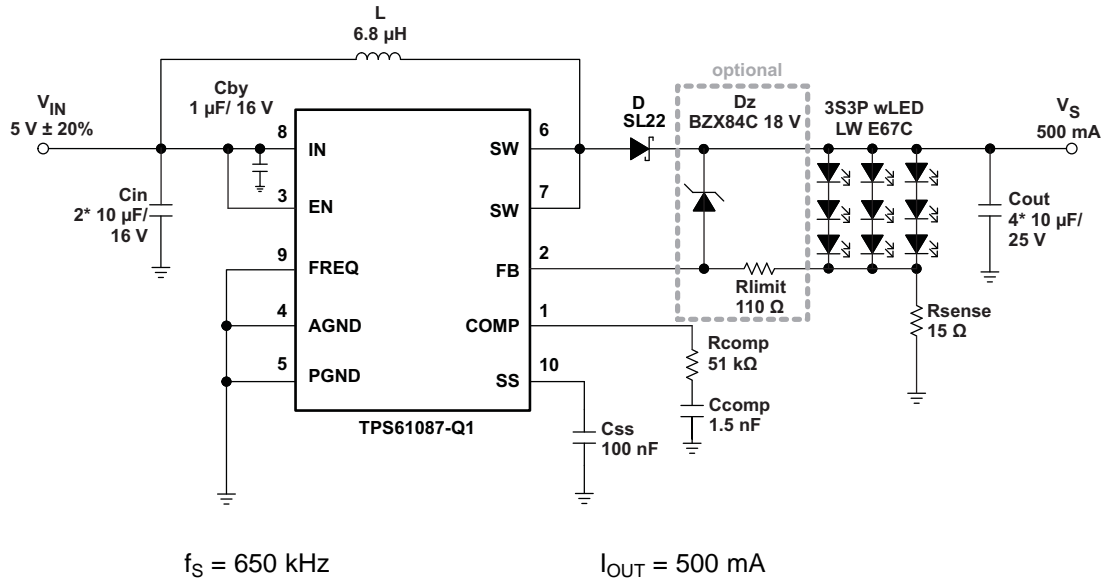 L
6.8 µH
optional
Cby
1 µF/ 16 V
VIN
5 V ± 20%
D
SL22
Dz
BZX84C 18 V
3S3P wLED
LW E67C
VS
500 mA
8
IN
SW
6
Cin
2* 10 µF/
16 V
3
EN
SW
7
Cout
4* 10 µF/
25 V
9
FREQ
FB
2
Rlimit
110 Ω
4
AGND
COMP
1
Rsense
15 Ω
Rcomp
51 kΩ
5
PGND
SS
10
Ccomp
1.5 nF
TPS61087-Q1
Css
100 nF
fS = 650 kHz
IOUT = 500 mA